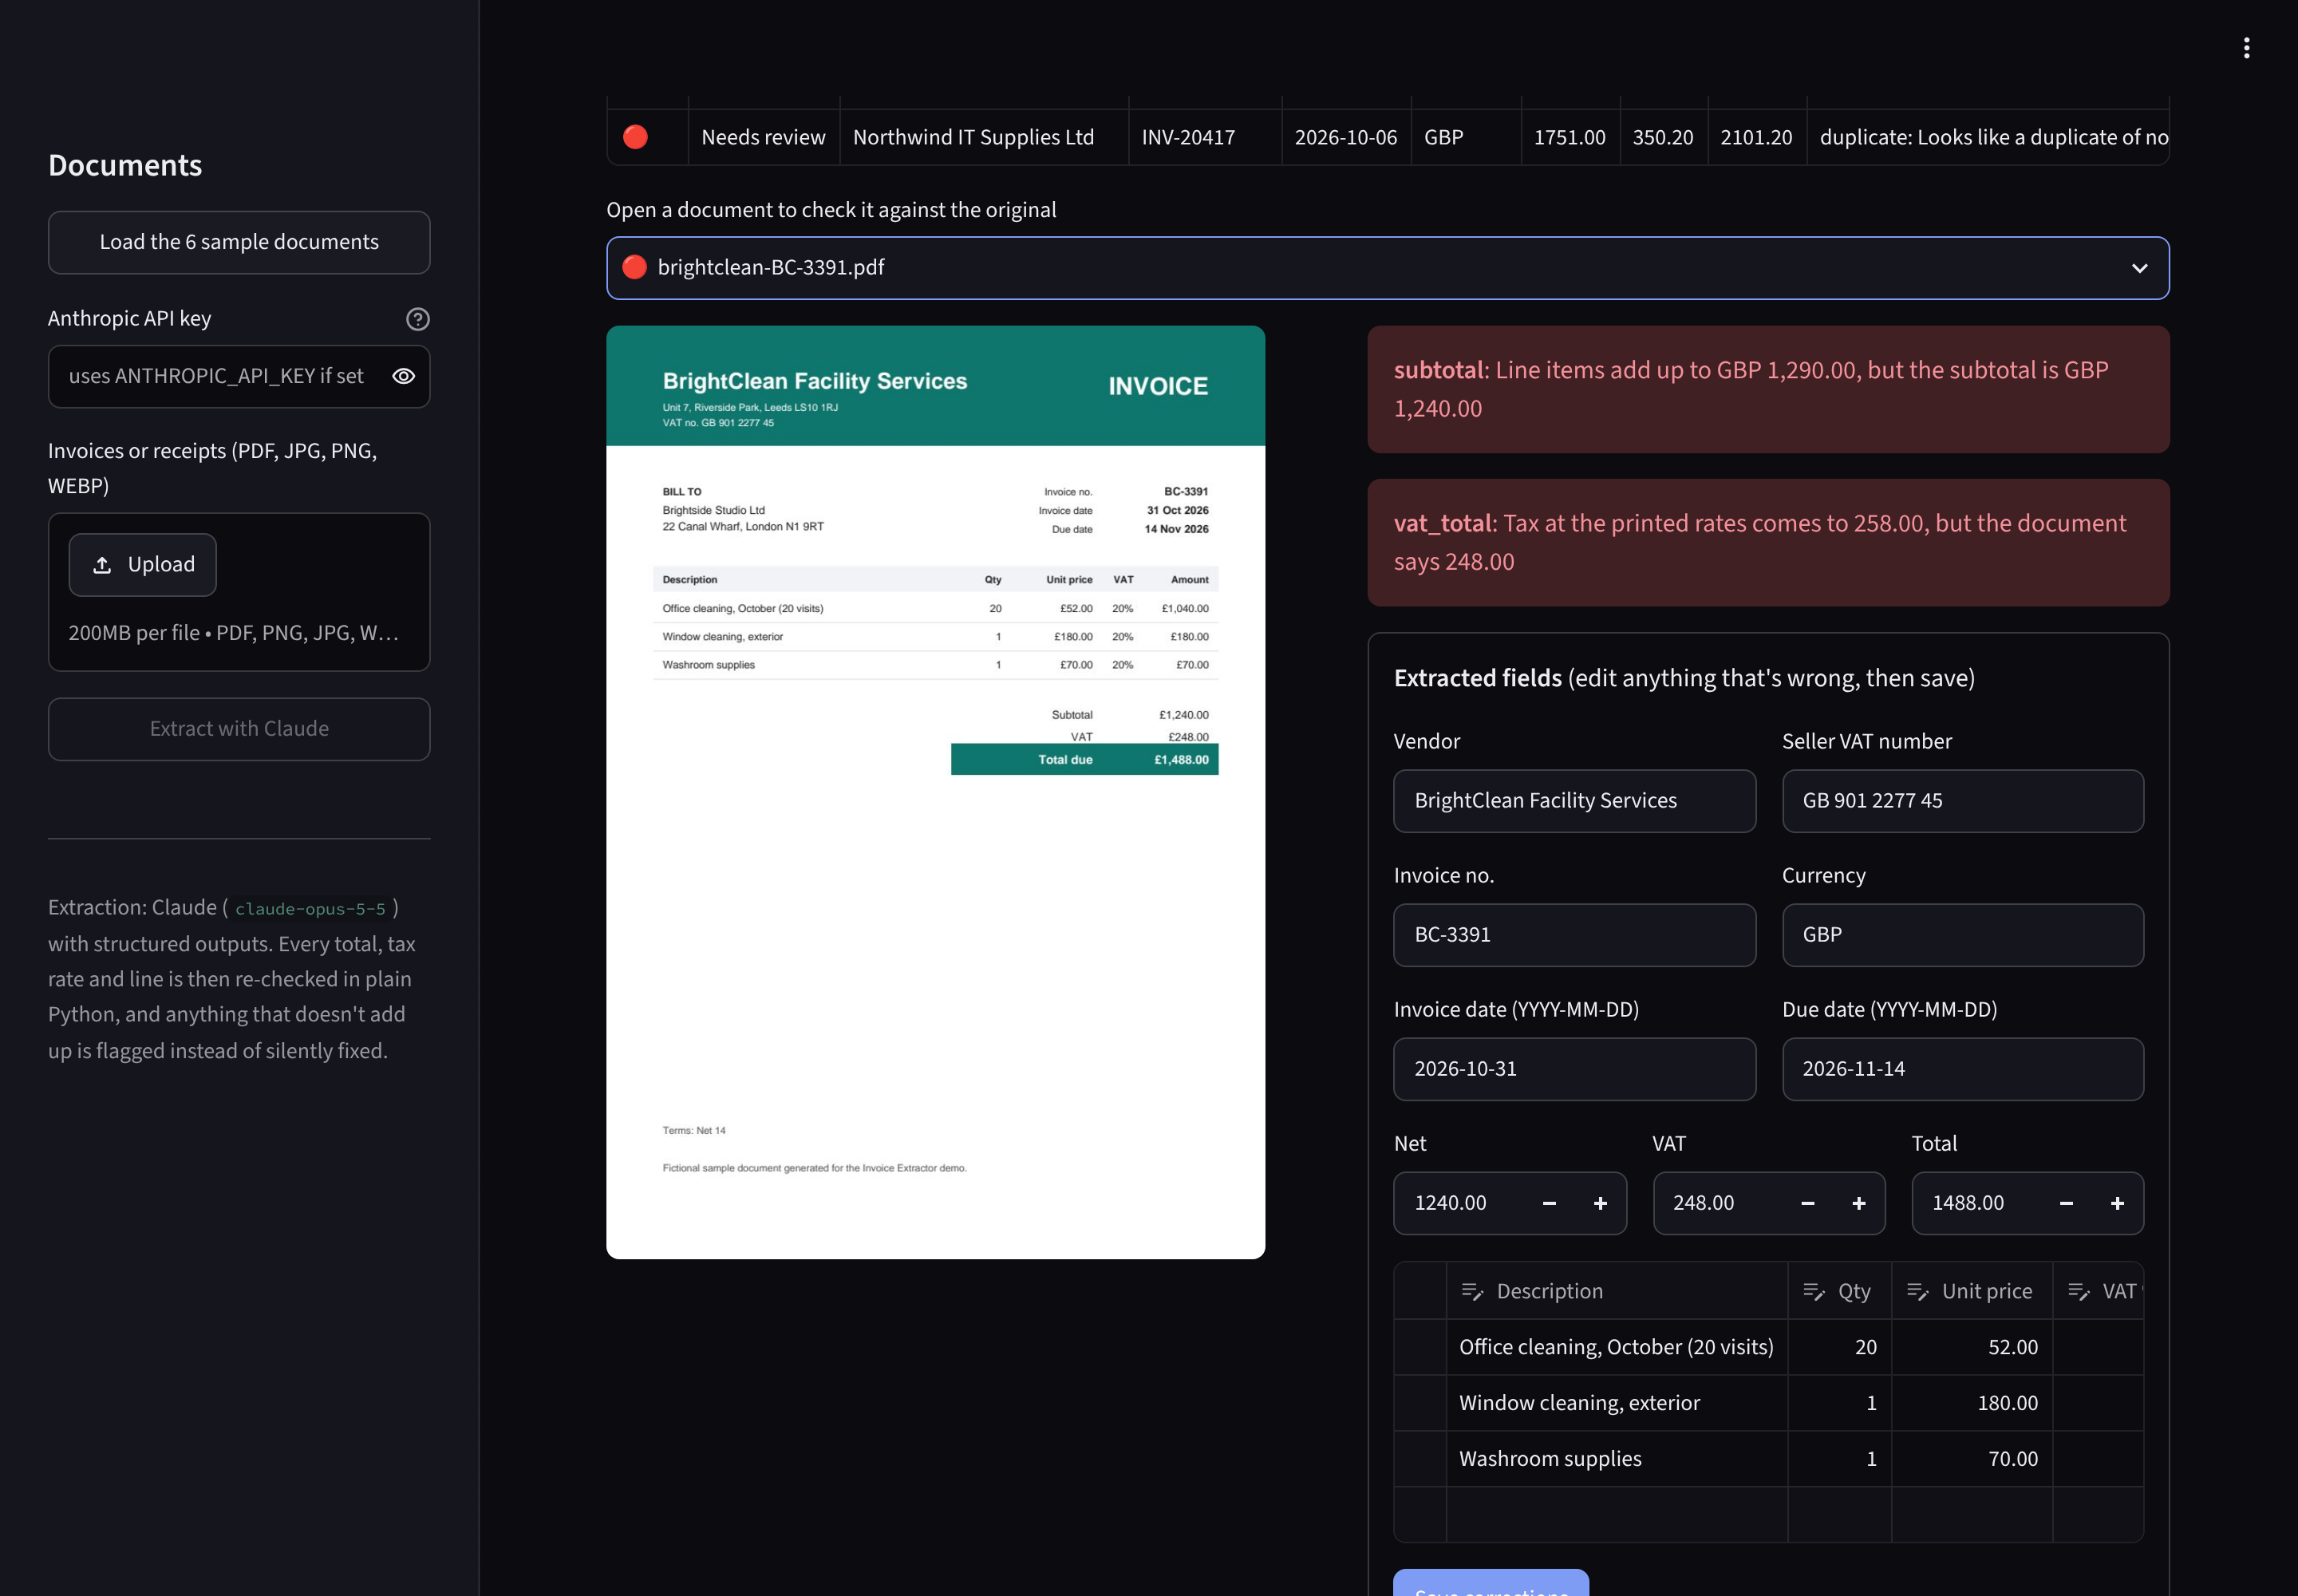 Documents
Load the 6 sample documents
Anthropic API key
uses ANTHROPIC_API_KEY if set
Invoices or receipts (PDF, JPG, PNG,
WEBP)
Upload
200MB per file • PDF, PNG, JPG, W…
Extract with Claude
Extraction: Claude ( claude-opus-5-5 )
with structured outputs. Every total, tax
rate and line is then re-checked in plain
Python, and anything that doesn't add
up is flagged instead of silently fixed.
Needs review Northwind IT Supplies Ltd INV-20417 2026-10-06 GBP 1751.00 350.20 2101.20 duplicate: Looks like a duplicate of no
Open a document to check it against the original
brightclean-BC-3391.pdf
BrightClean Facility Services INVOICE
Unit 7, Riverside Park, Leeds LS10 1RJ
VAT no. GB 901 2277 45
BILL TO Invoice no. BC-3391
Brightside Studio Ltd Invoice date 31 Oct 2026
22 Canal Wharf, London N1 9RT Due date 14 Nov 2026
Description Qty Unit price VAT Amount
Office cleaning, October (20 visits) 20 £52.00 20% £1,040.00
Window cleaning, exterior 1 £180.00 20% £180.00
Washroom supplies 1 £70.00 20% £70.00
Subtotal £1,240.00
VAT £248.00
Total due £1,488.00
Terms: Net 14
Fictional sample document generated for the Invoice Extractor demo.
subtotal: Line items add up to GBP 1,290.00, but the subtotal is GBP
1,240.00
vat_total: Tax at the printed rates comes to 258.00, but the document
says 248.00
Extracted fields (edit anything that's wrong, then save)
Vendor Seller VAT number
BrightClean Facility Services GB 901 2277 45
Invoice no. Currency
BC-3391 GBP
Invoice date (YYYY-MM-DD) Due date (YYYY-MM-DD)
2026-10-31 2026-11-14
Net VAT Total
1240.00 248.00 1488.00
Description Qty Unit price VAT
Office cleaning, October (20 visits) 20 52.00
Window cleaning, exterior 1 180.00
Washroom supplies 1 70.00